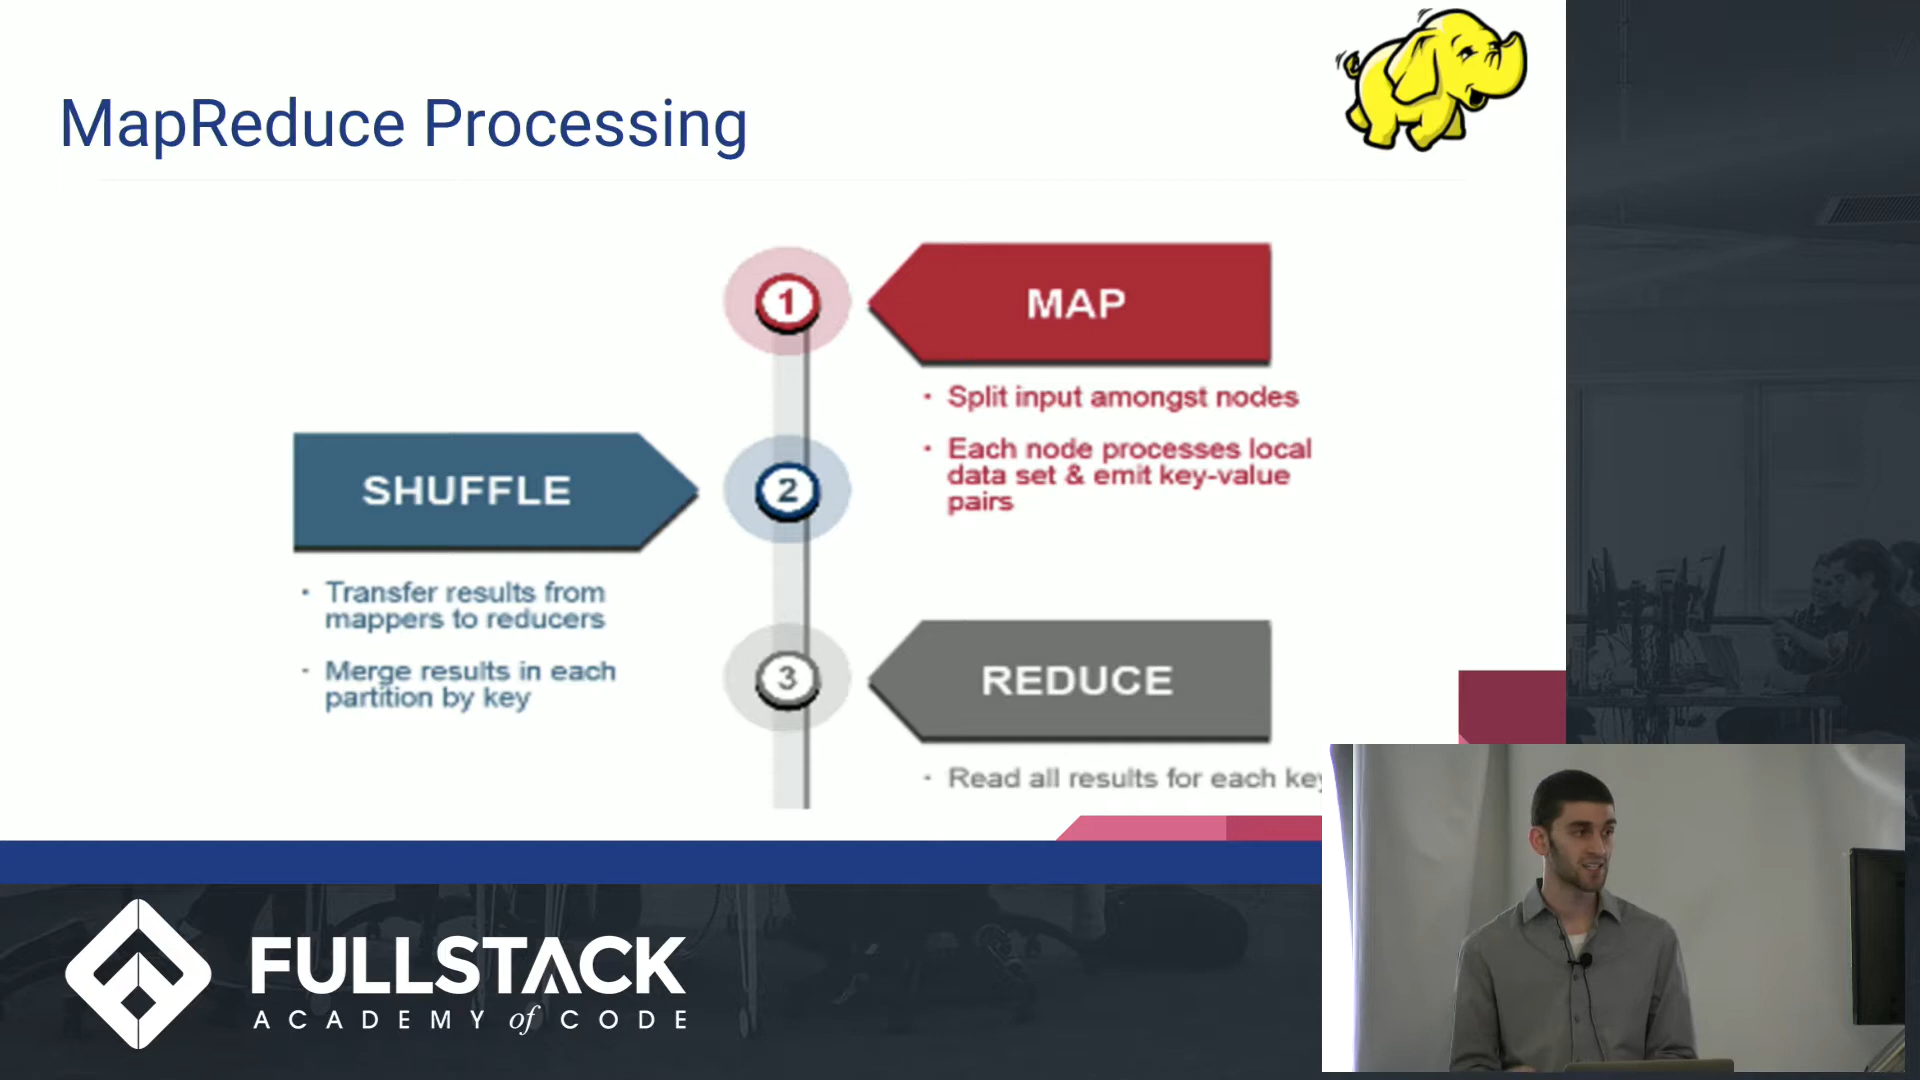 MapReduce Processing
1
MAP
· Split input amongst nodes
· Each node processes local
data set & emit key-value
pairs
SHUFFLE
2
· Transfer results from
mappers to reducers
· Merge results in each
partition by key
3
REDUCE
· Read all results for each key
FULLSTACK
ACADEMY of CODE